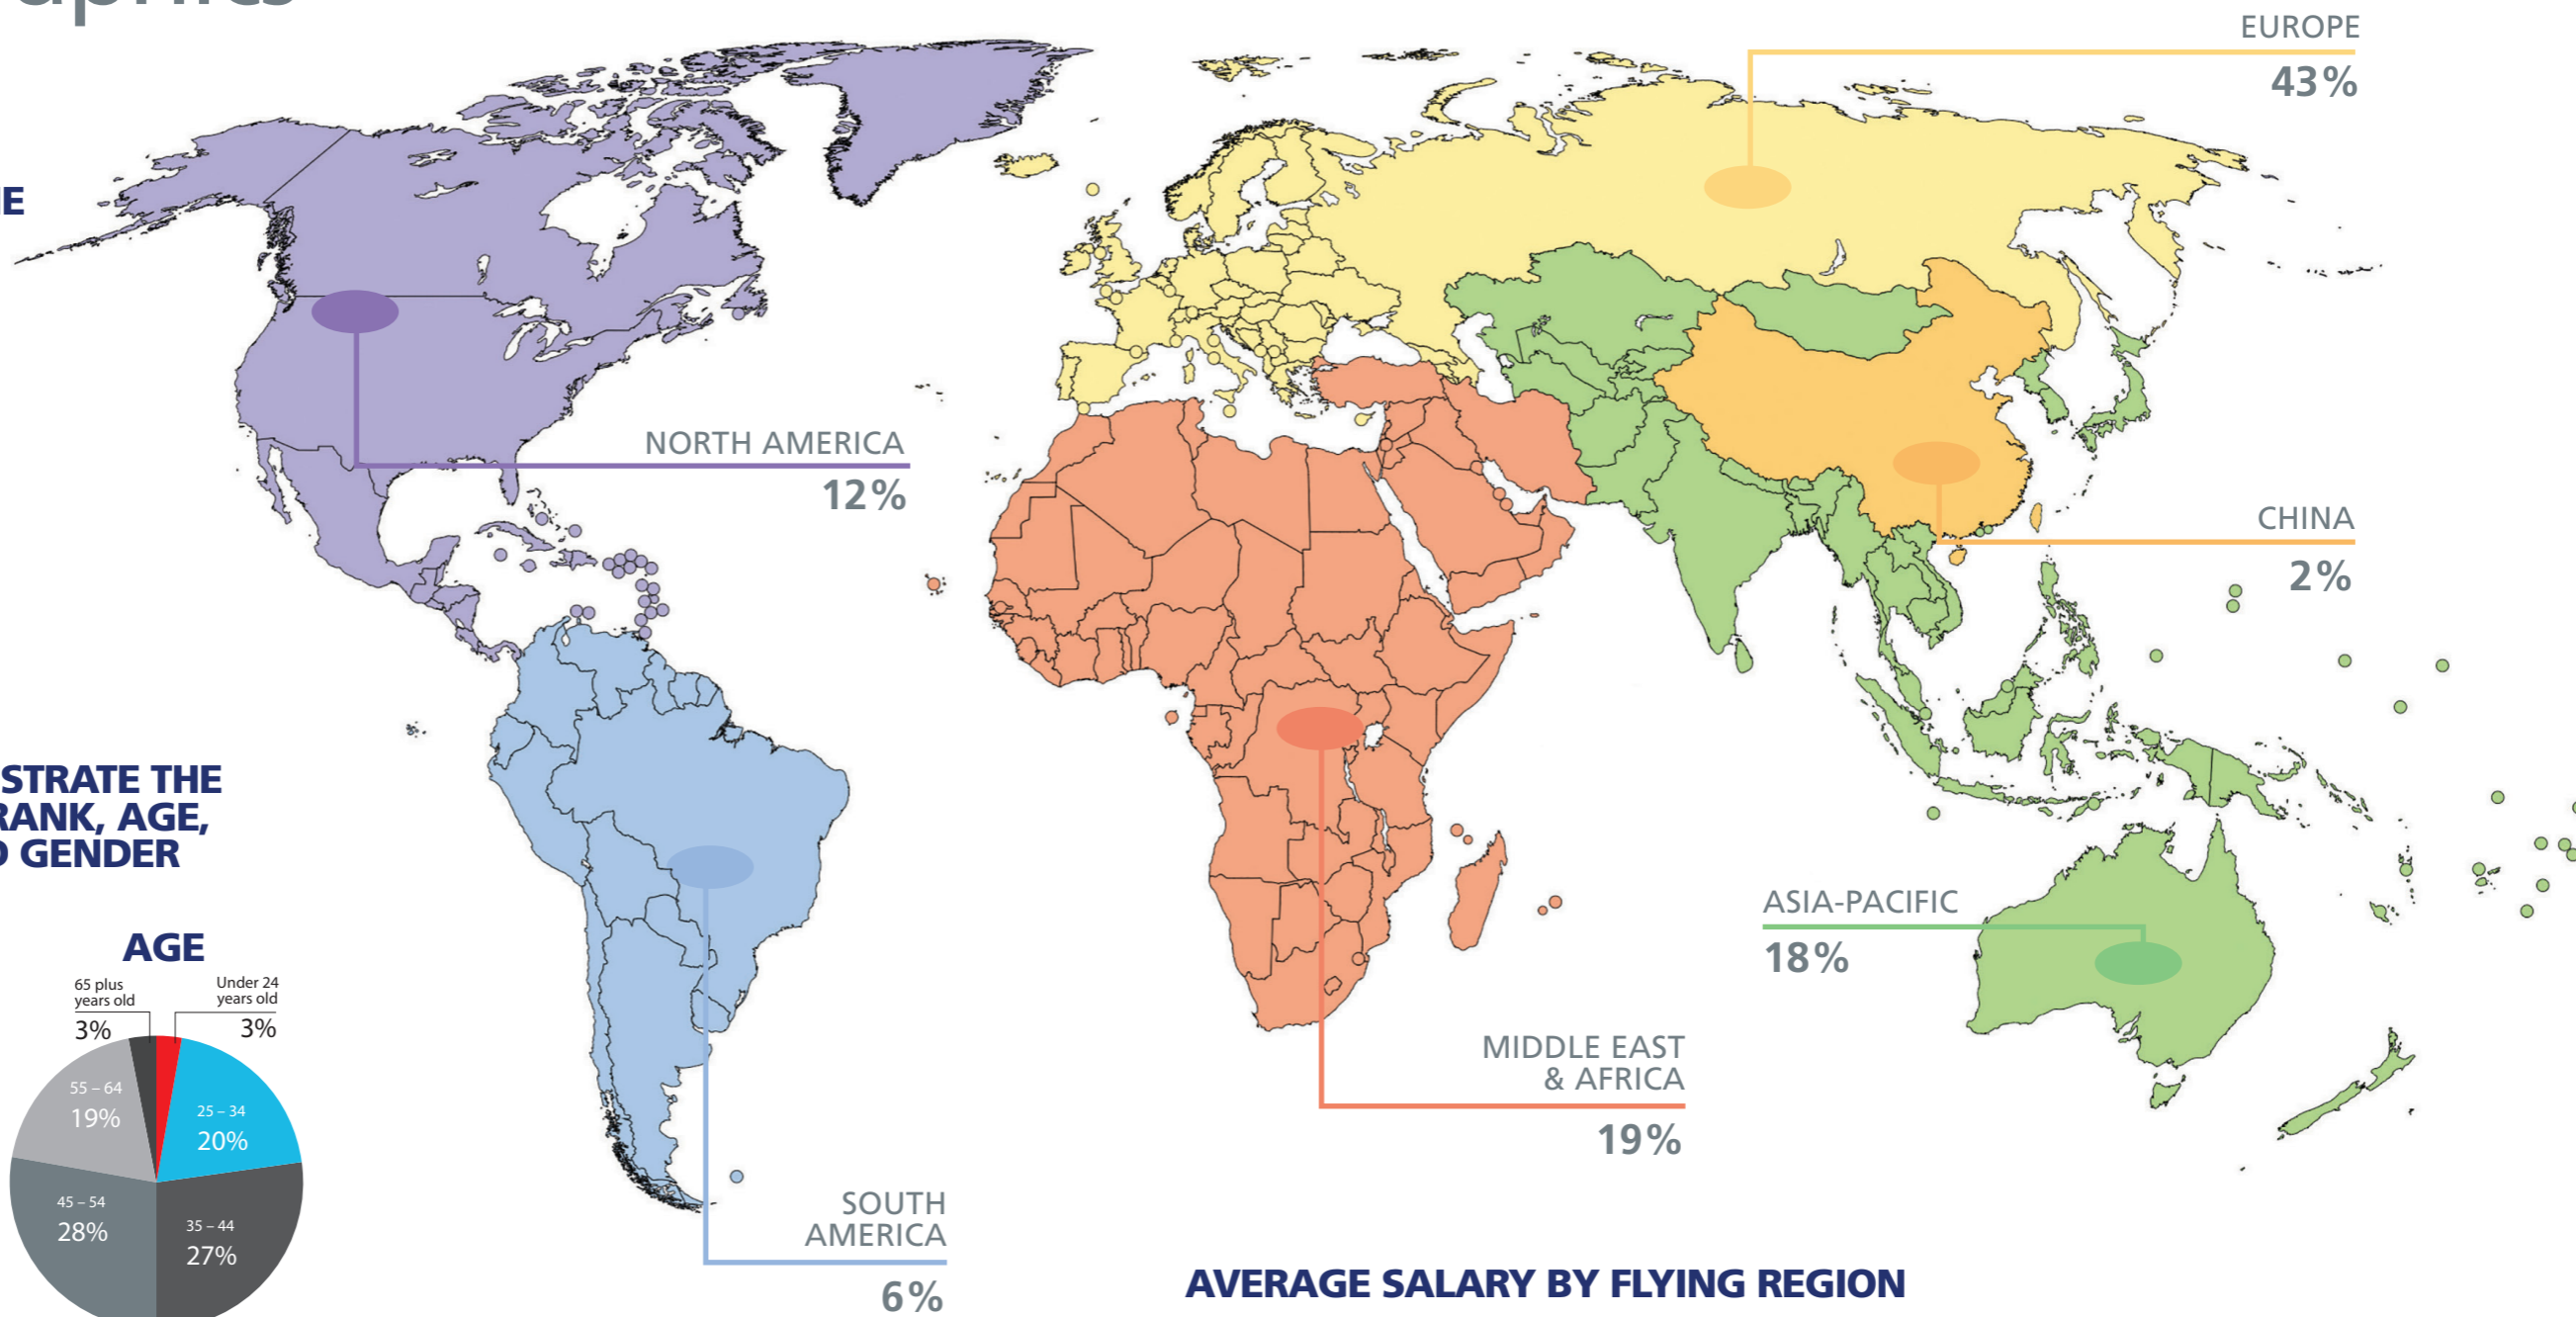 EUROPE
43%
NORTH AMERICA
12%
CHINA
2%
STRATE THE
RANK, AGE,
GENDER
ASIA-PACIFIC
18%
AGE
65 plus
years old
3%
Under 24
years old
3%
55 – 64
19%
25 – 34
20%
45 – 54
28%
35 – 44
27%
MIDDLE EAST
& AFRICA
19%
SOUTH
AMERICA
6%
AVERAGE SALARY BY FLYING REGION